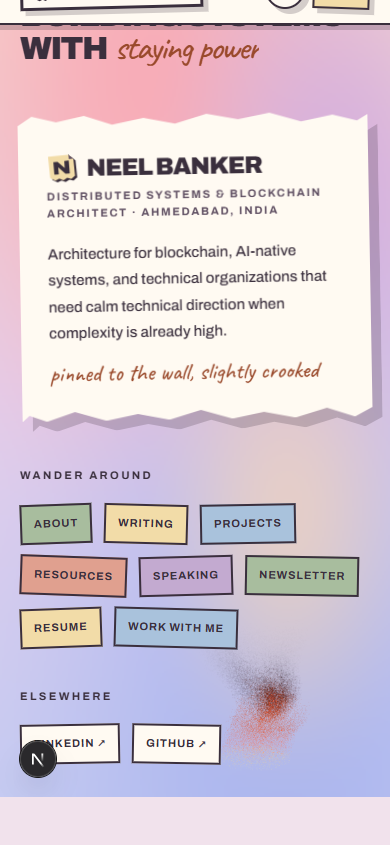 WITH staying power
N NEEL BANKER
DISTRIBUTED SYSTEMS & BLOCKCHAIN
ARCHITECT · AHMEDABAD, INDIA
Architecture for blockchain, AI-native
systems, and technical organizations that
need calm technical direction when
complexity is already high.
pinned to the wall, slightly crooked
WANDER AROUND
ABOUT WRITING PROJECTS
RESOURCES SPEAKING NEWSLETTER
RESUME WORK WITH ME
ELSEWHERE
NKEDIN ↗ GITHUB ↗
N